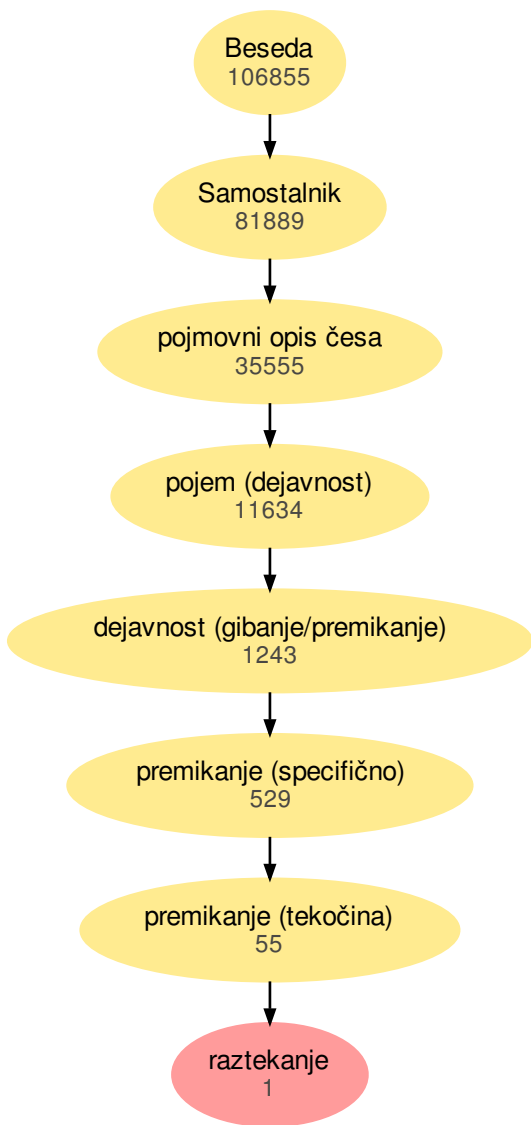 Beseda
106855
Samostalnik
81889
pojmovni opis česa
35555
pojem (dejavnost)
11634
dejavnost (gibanje/premikanje)
1243
premikanje (specifično)
529
premikanje (tekočina)
55
raztekanje
1